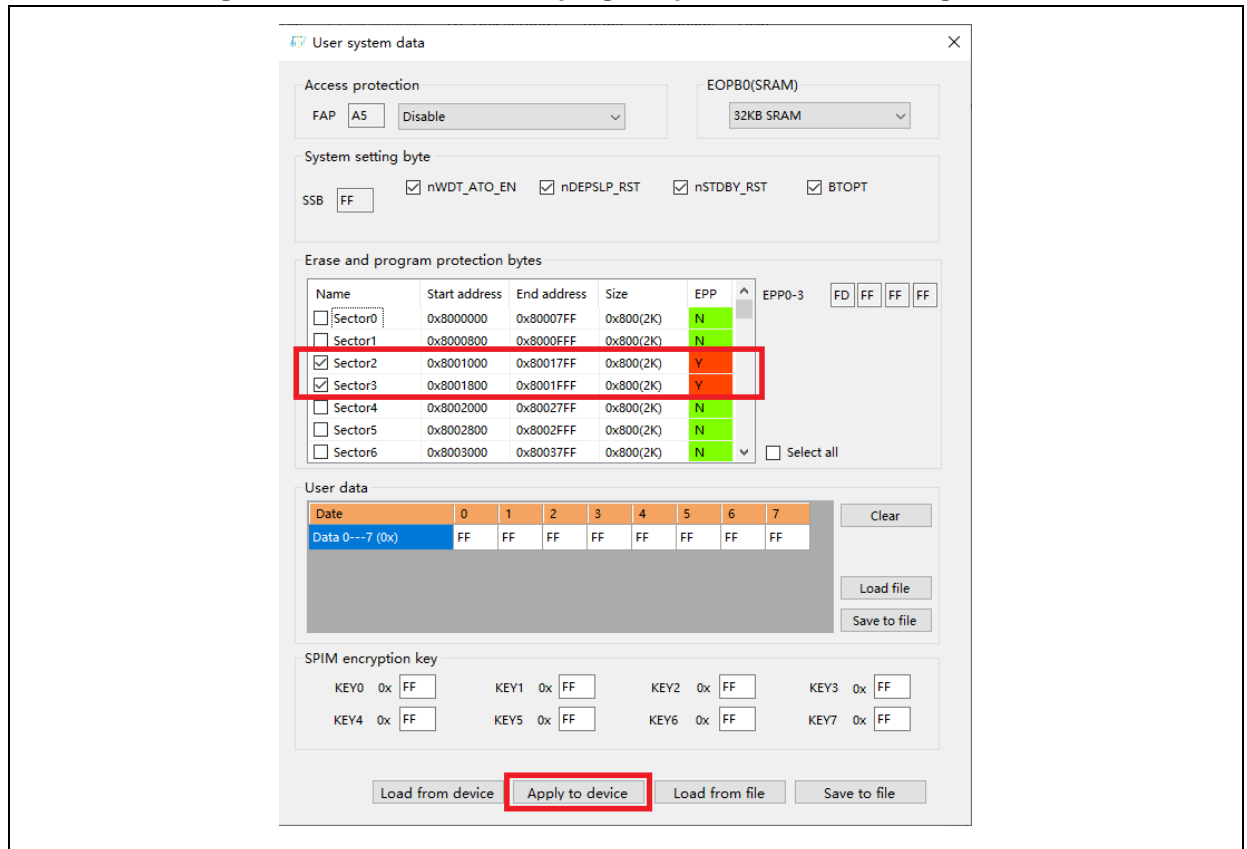 User system data
Access protection
EOPB0(SRAM)
FAP A5 Disable
32KB SRAM
System setting byte
SSB FF nWDT_ATO_EN nDEPSLP_RST nSTDBY_RST BTOPT
Erase and program protection bytes
Name Start address End address Size EPP EPP0-3 FD FF FF FF
Sector0 0x8000000 0x80007FF 0x800(2K) N
Sector1 0x8000800 0x8000FFF 0x800(2K) N
Sector2 0x8001000 0x80017FF 0x800(2K) Y
Sector3 0x8001800 0x8001FFF 0x800(2K) Y
Sector4 0x8002000 0x80027FF 0x800(2K) N
Sector5 0x8002800 0x8002FFF 0x800(2K) N
Sector6 0x8003000 0x80037FF 0x800(2K) N Select all
User data
Date 0 1 2 3 4 5 6 7 Clear
Data 0---7 (0x) FF FF FF FF FF FF FF FF
Load file
Save to file
SPIM encryption key
KEY0 0x FF KEY1 0x FF KEY2 0x FF KEY3 0x FF
KEY4 0x FF KEY5 0x FF KEY6 0x FF KEY7 0x FF
Load from device Apply to device Load from file Save to file